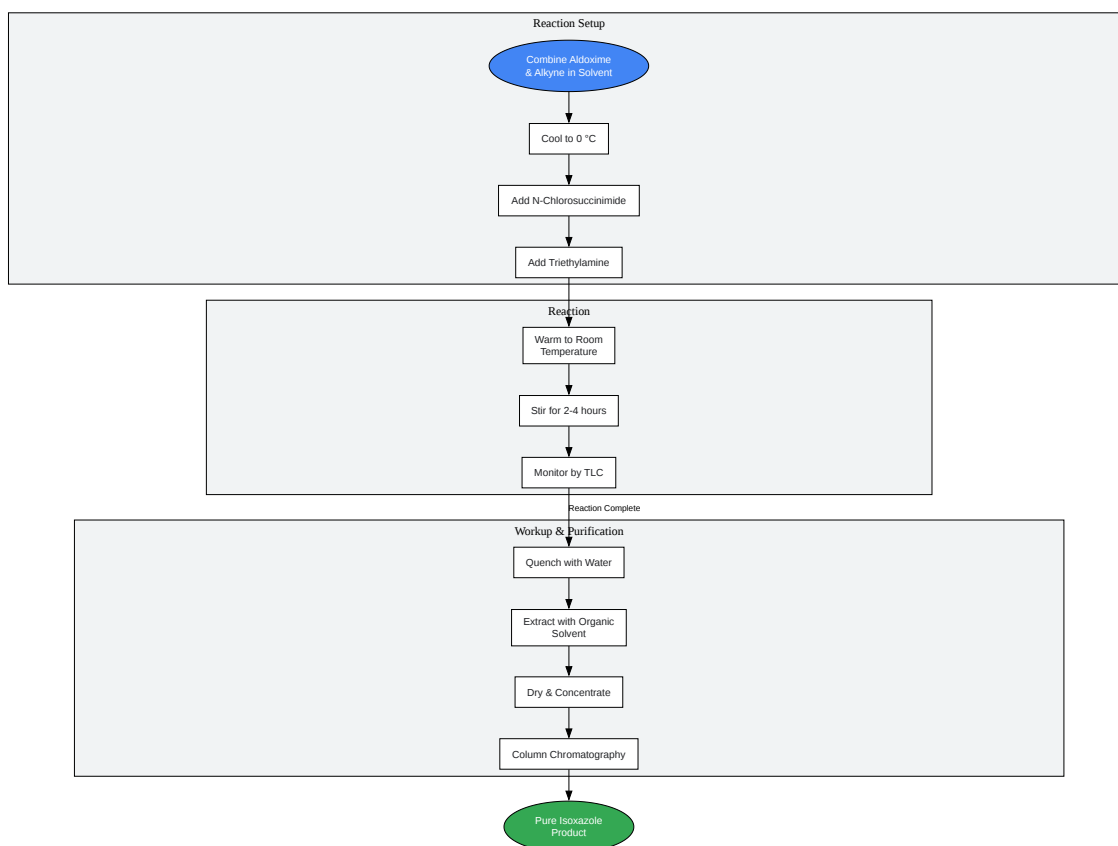 Reaction Setup
Combine Aldoxime
& Alkyne in Solvent
Cool to 0 °C
Add N-Chlorosuccinimide
Add Triethylamine
Reaction
Warm to Room
Temperature
Stir for 2-4 hours
Monitor by TLC
Reaction Complete
Workup & Purification
Quench with Water
Extract with Organic
Solvent
Dry & Concentrate
Column Chromatography
Pure Isoxazole
Product